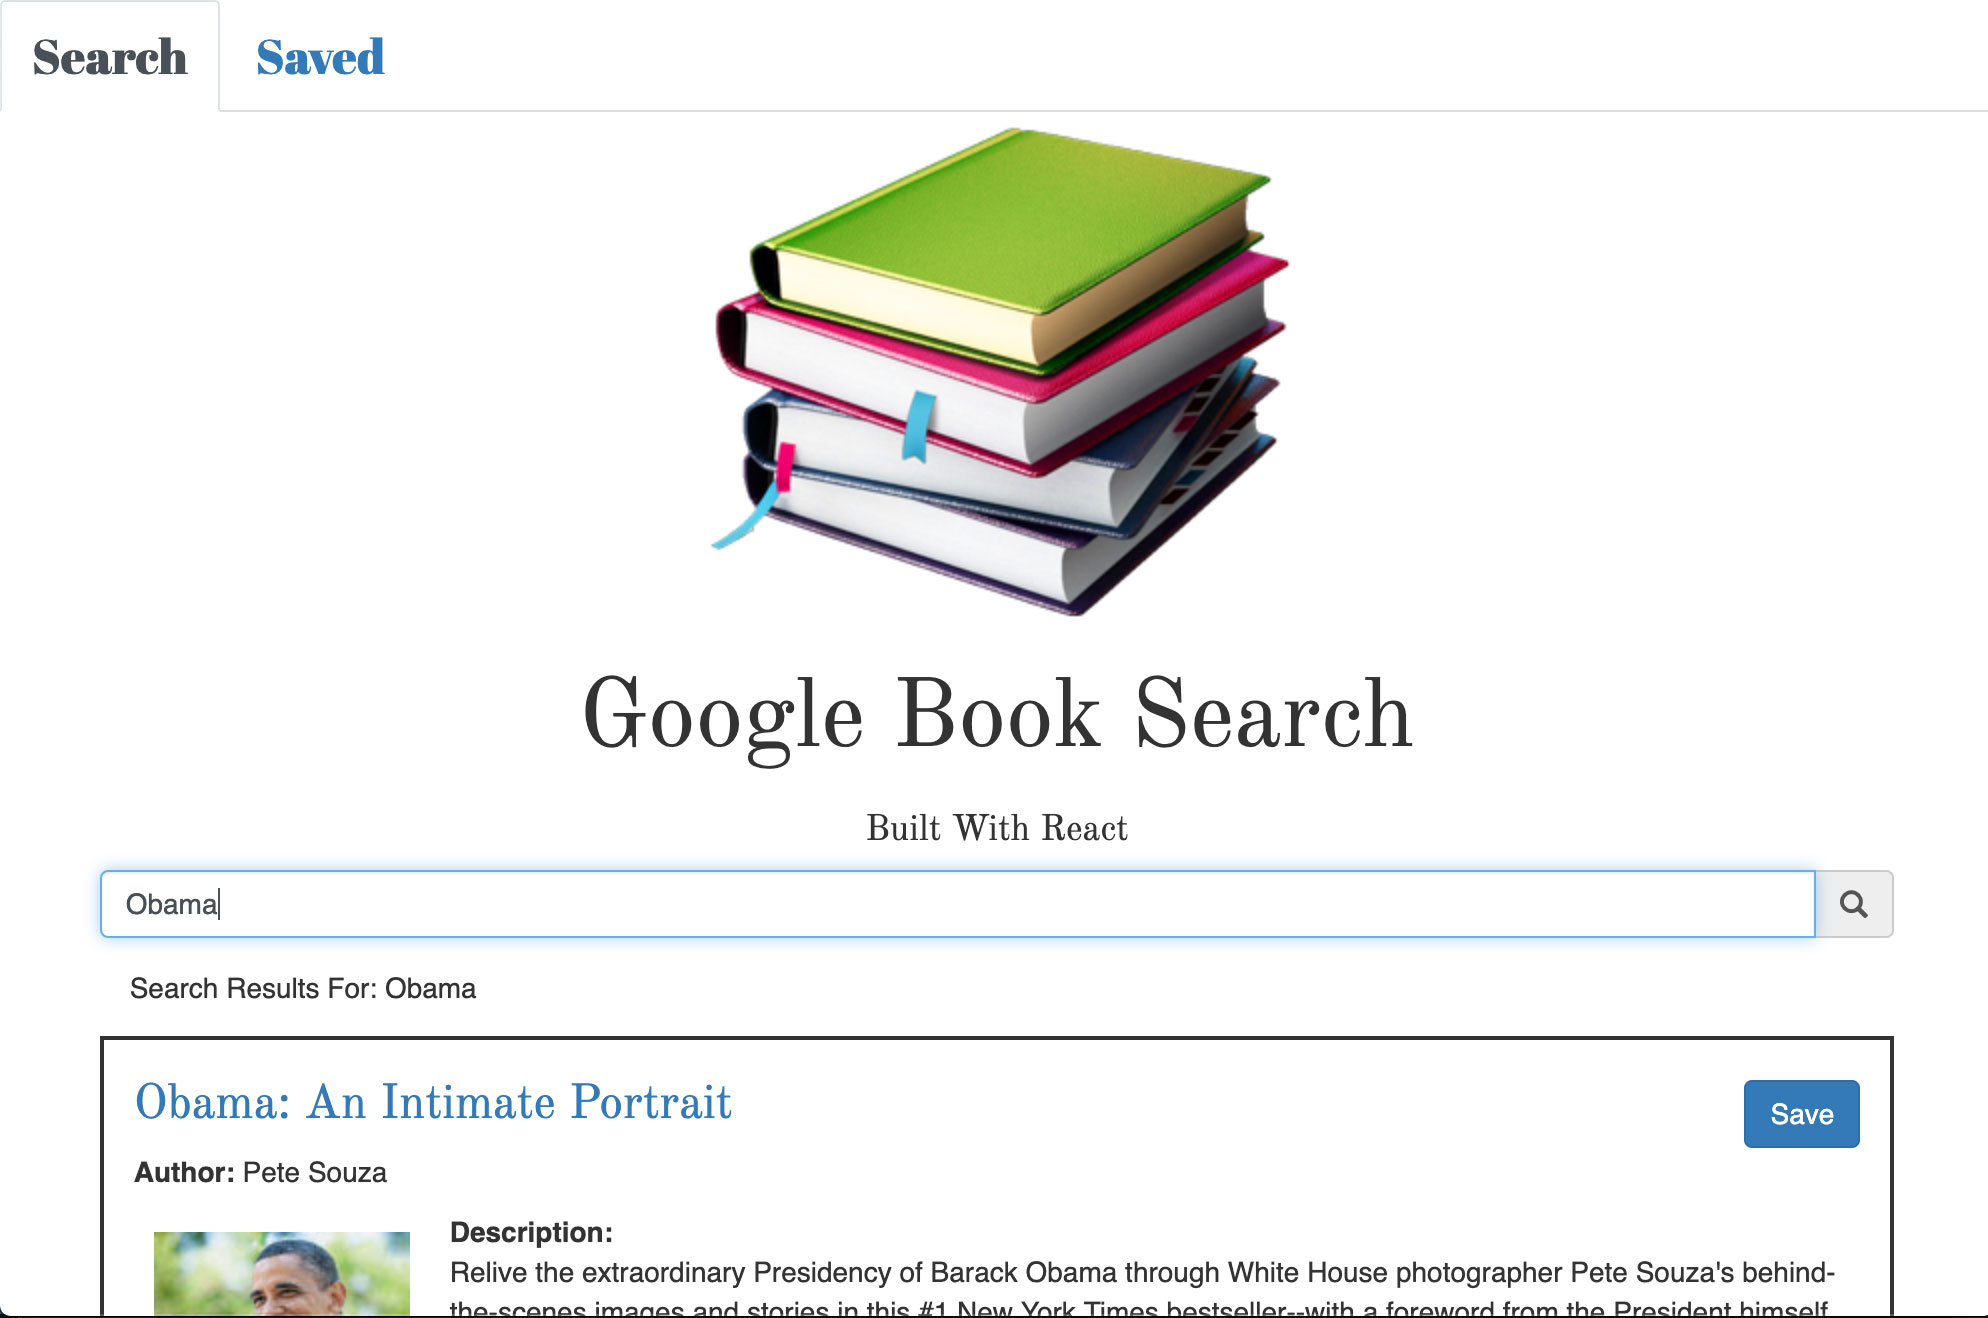 Search Saved
Google Book Search
Built With React
Obama
Search Results For: Obama
Obama: An Intimate Portrait
Save
Author: Pete Souza
Description:
Relive the extraordinary Presidency of Barack Obama through White House photographer Pete Souza's behind-
the-scenes images and stories in this #1 New York Times bestseller--with a foreword from the President himself.